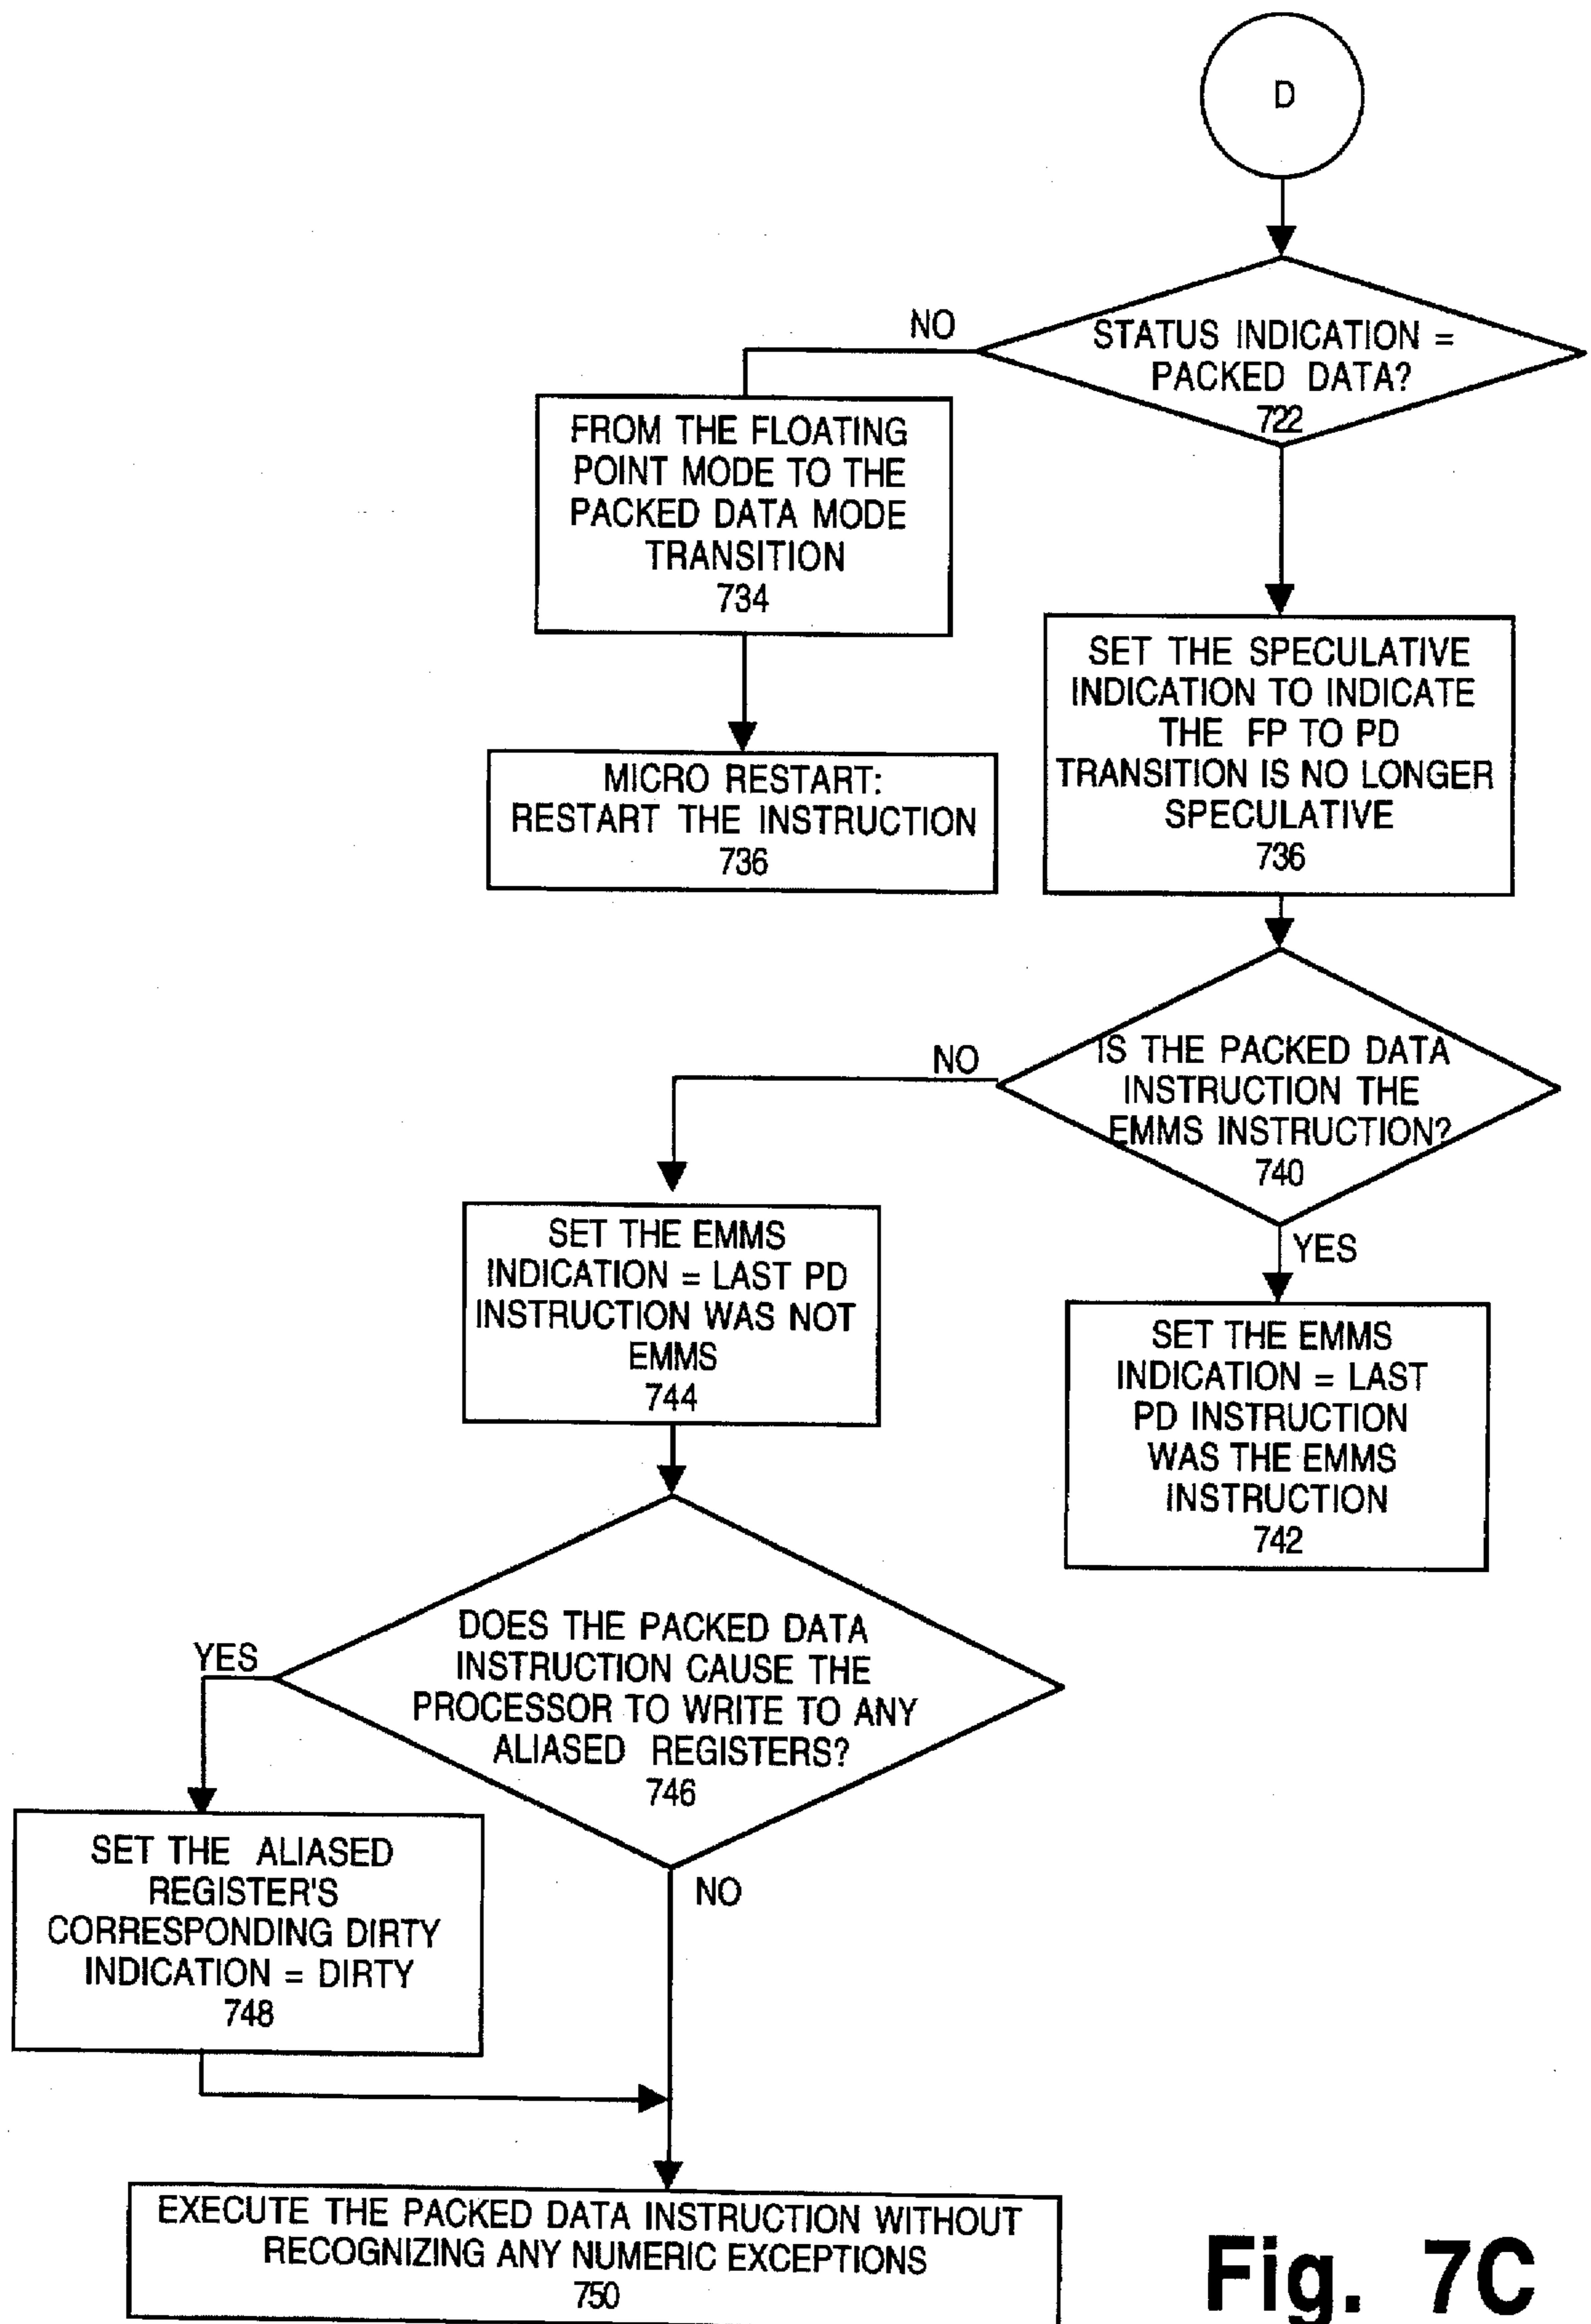 D
NO
STATUS INDICATION =
PACKED DATA?
722
FROM THE FLOATING
POINT MODE TO THE
PACKED DATA MODE
TRANSITION
734
SET THE SPECULATIVE
INDICATION TO INDICATE
THE FP TO PD
TRANSITION IS NO LONGER
SPECULATIVE
736
MICRO RESTART:
RESTART THE INSTRUCTION
736
NO
IS THE PACKED DATA
INSTRUCTION THE
EMMS INSTRUCTION?
740
YES
SET THE EMMS
INDICATION = LAST PD
INSTRUCTION WAS NOT
EMMS
744
SET THE EMMS
INDICATION = LAST
PD INSTRUCTION
WAS THE EMMS
INSTRUCTION
742
YES
DOES THE PACKED DATA
INSTRUCTION CAUSE THE
PROCESSOR TO WRITE TO ANY
ALIASED REGISTERS?
746
NO
SET THE ALIASED
REGISTER'S
CORRESPONDING DIRTY
INDICATION = DIRTY
748
EXECUTE THE PACKED DATA INSTRUCTION WITHOUT
RECOGNIZING ANY NUMERIC EXCEPTIONS
750
Fig. 7C